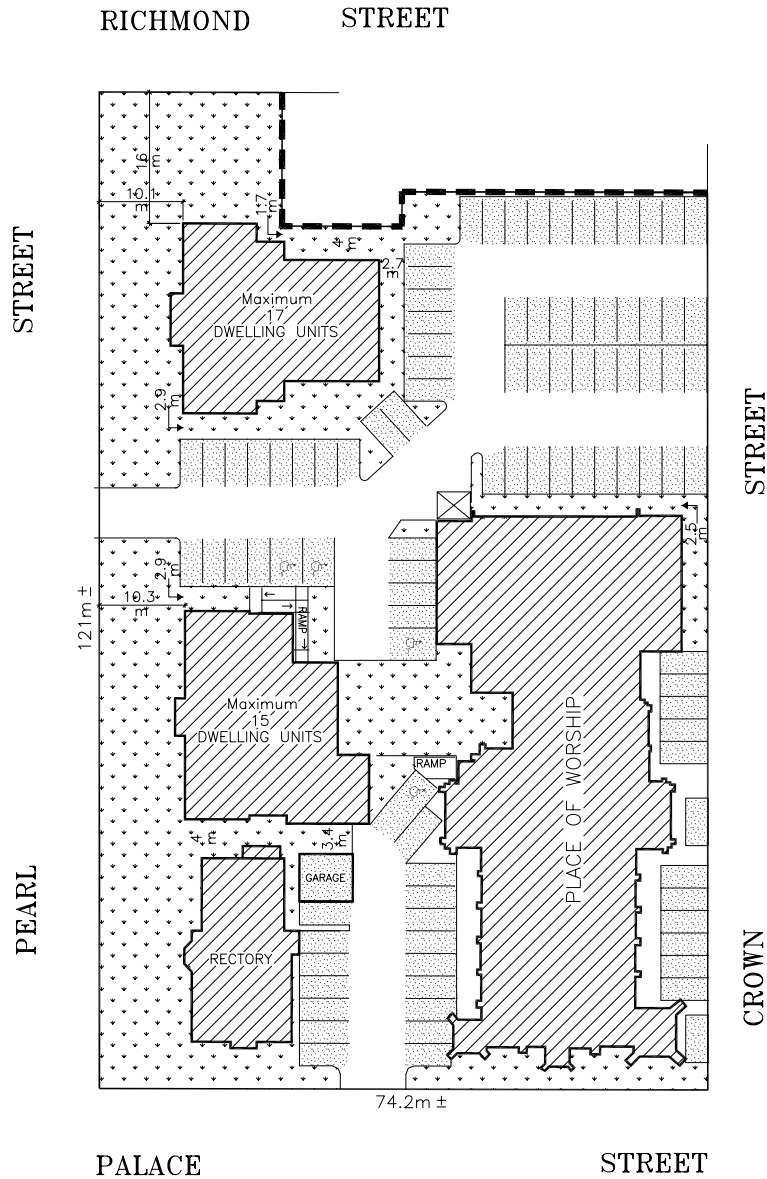 RICHMOND STREET
16 m
10.1 m
1.7 m
4 m
2.7 m
STREET
Maximum
17
DWELLING UNITS
2.9 m
STREET
2.5 m
2.9 m
10.3 m
121m ±
RAMP
Maximum
15
DWELLING UNITS
PLACE OF WORSHIP
RAMP
4 m
3.4 m
GARAGE
RECTORY
PEARL
CROWN
74.2m ±
PALACE STREET